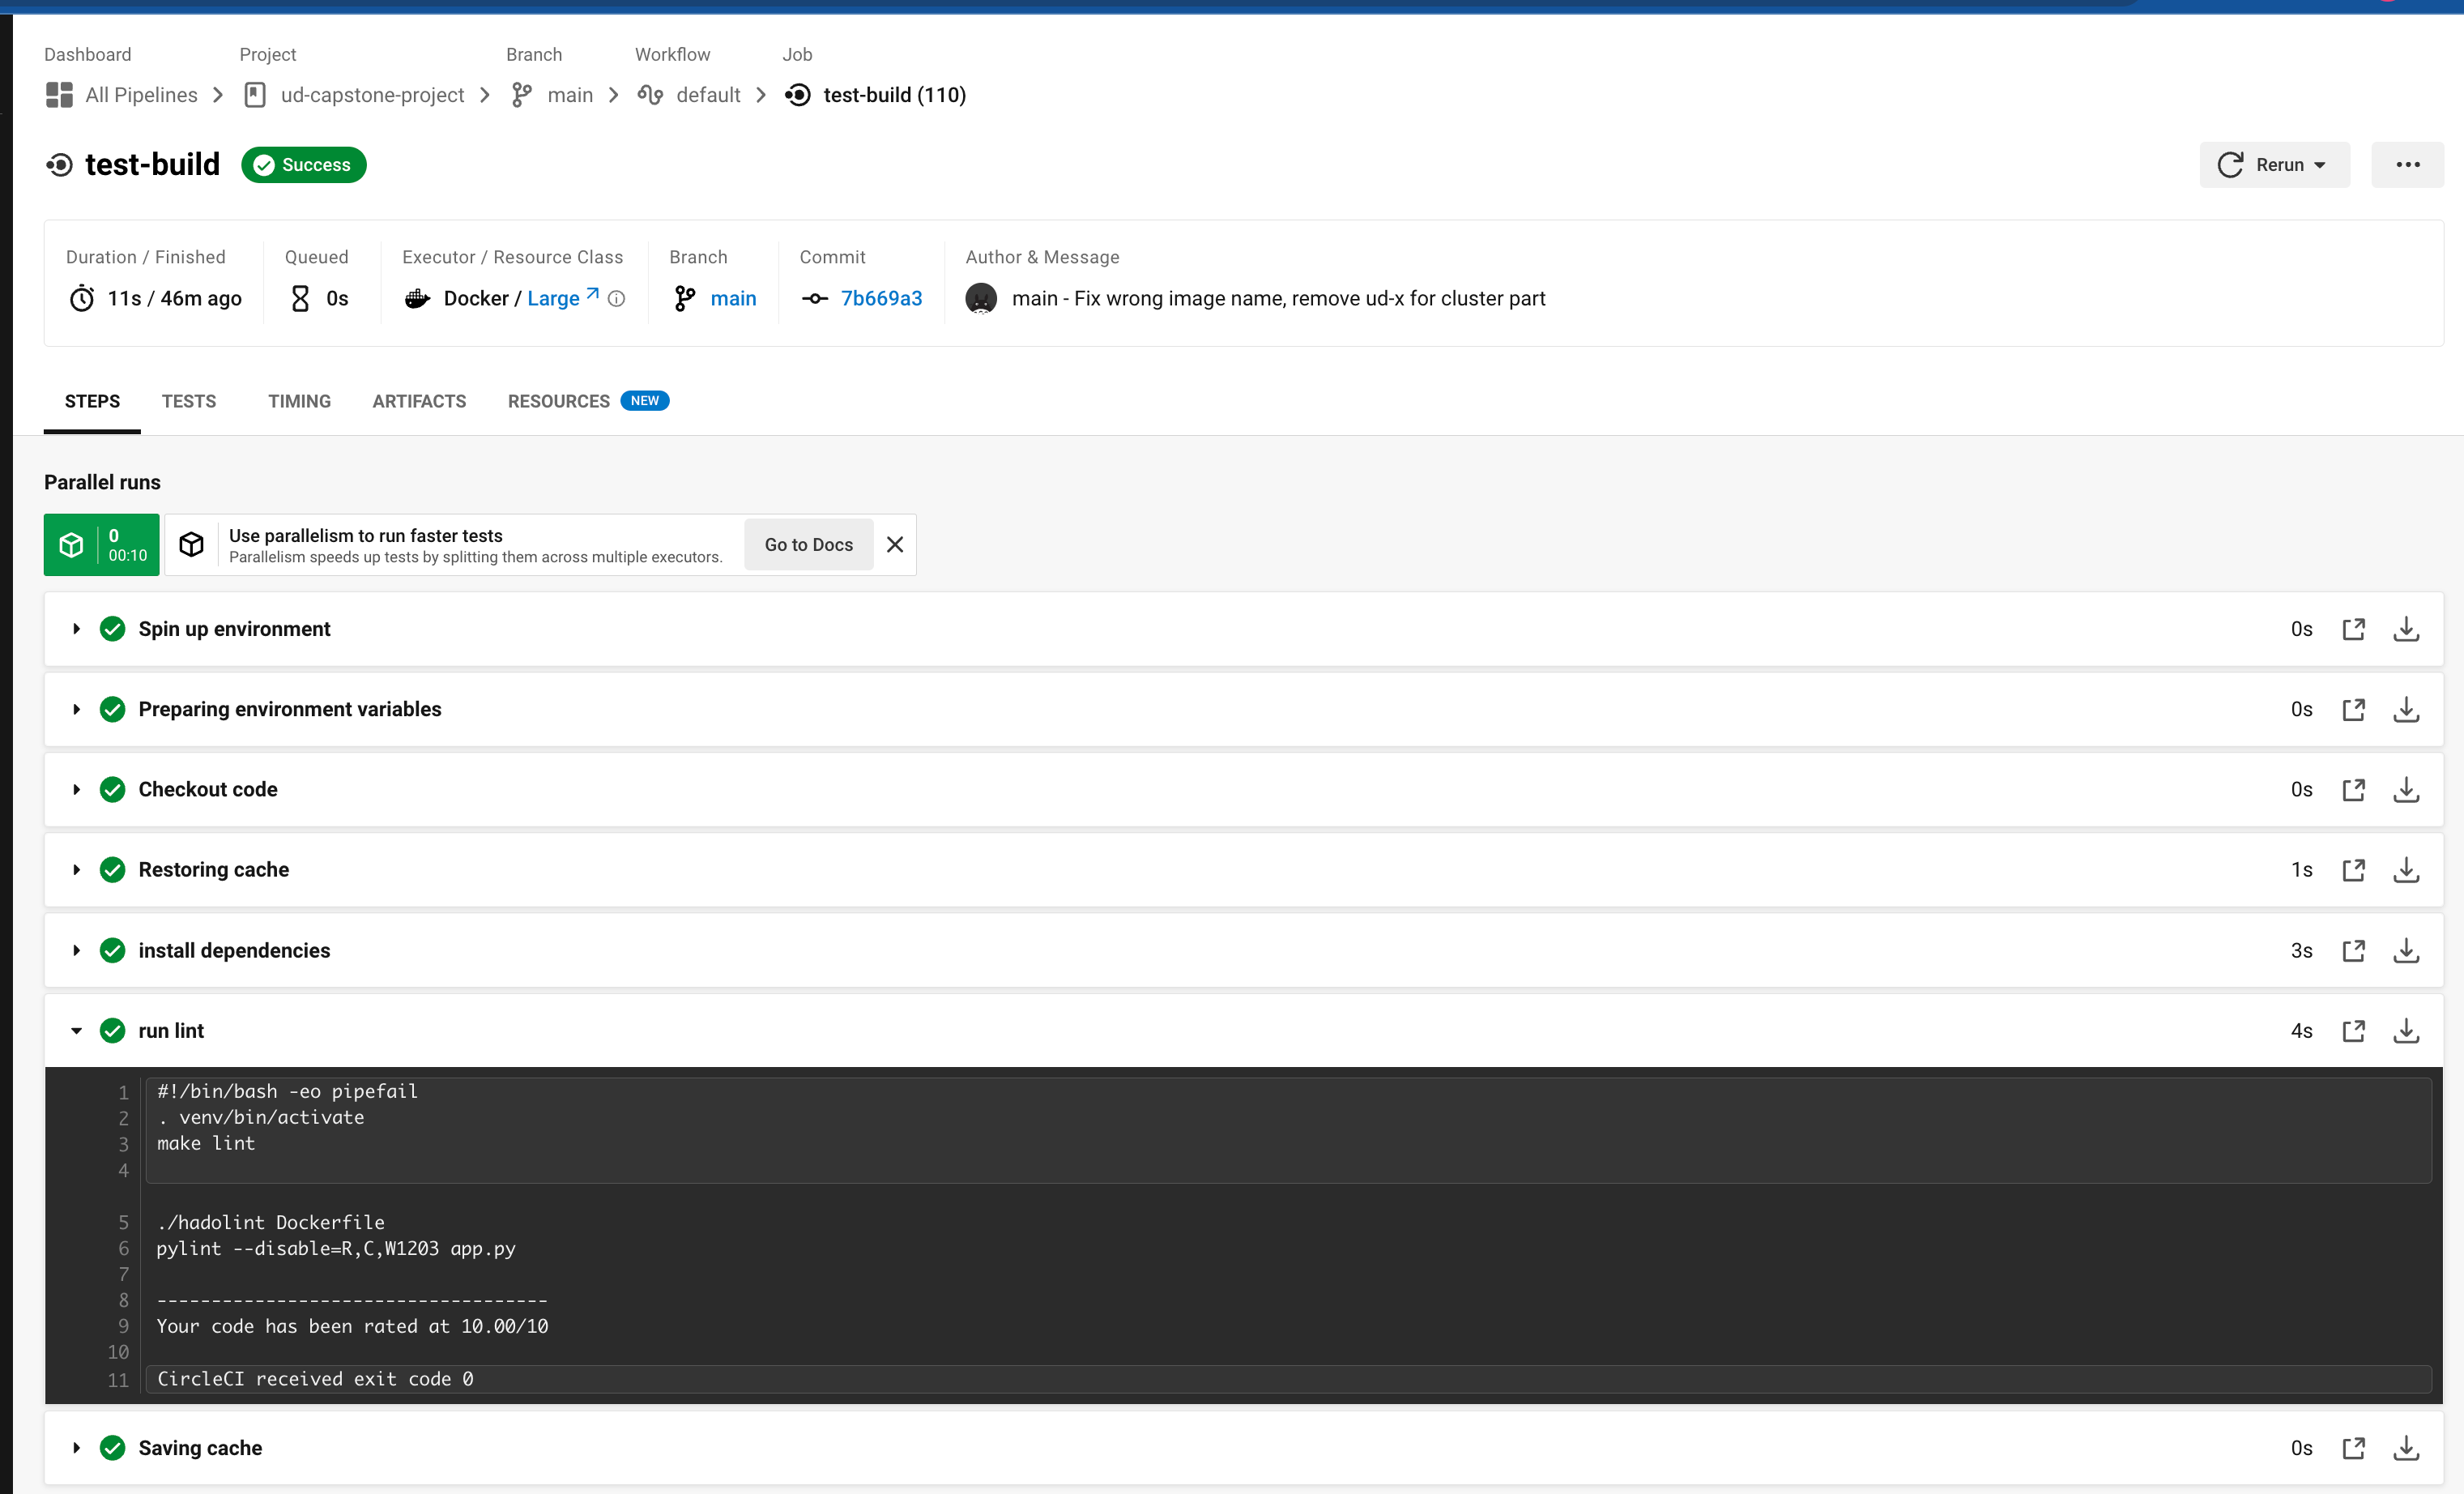 Dashboard Project Branch Workflow Job
All Pipelines ud-capstone-project main default test-build (110)
test-build Success Rerun
Duration / Finished Queued Executor / Resource Class Branch Commit Author & Message
11s / 46m ago 0s Docker / Large main 7b669a3 main - Fix wrong image name, remove ud-x for cluster part
STEPS TESTS TIMING ARTIFACTS RESOURCES NEW
Parallel runs
0
00:10
Use parallelism to run faster tests
Parallelism speeds up tests by splitting them across multiple executors.
Go to Docs
Spin up environment 0s
Preparing environment variables 0s
Checkout code 0s
Restoring cache 1s
install dependencies 3s
run lint 4s
1 #!/bin/bash -eo pipefail
2 . venv/bin/activate
3 make lint
4
5 ./hadolint Dockerfile
6 pylint --disable=R,C,W1203 app.py
7
8 ------------------------------------
9 Your code has been rated at 10.00/10
10
11 CircleCI received exit code 0
Saving cache 0s